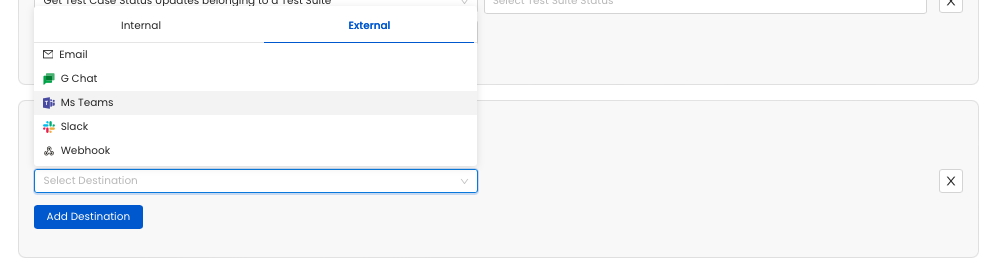 Get Test Case Status Updates belonging to a Test Suite
Select Test Suite Status
X
Internal
External
Email
G Chat
Ms Teams
Slack
Webhook
Select Destination
X
Add Destination